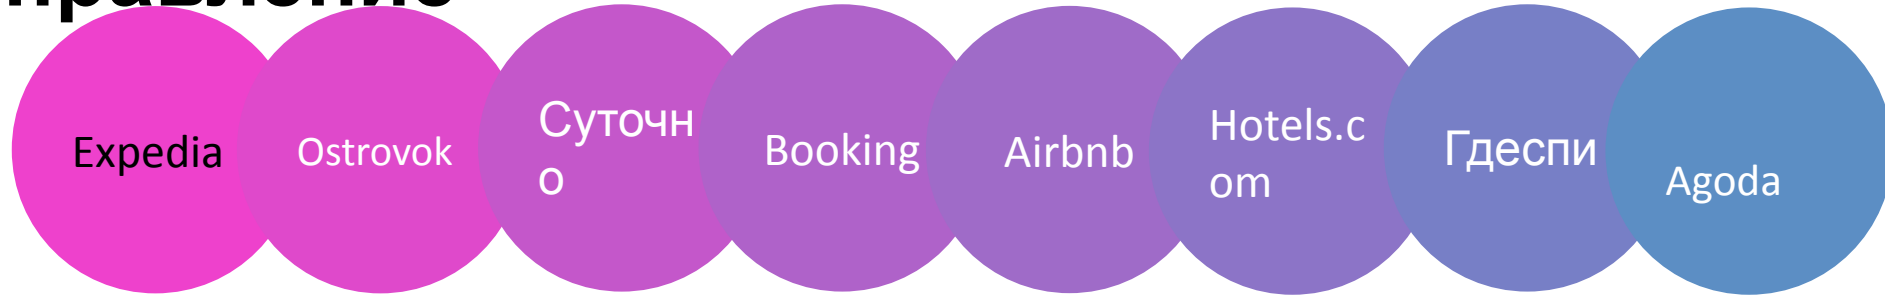 Expedia
Ostrovok
Суточн
о
Booking
Airbnb
Hotels.c
om
Гдеспи
Agoda